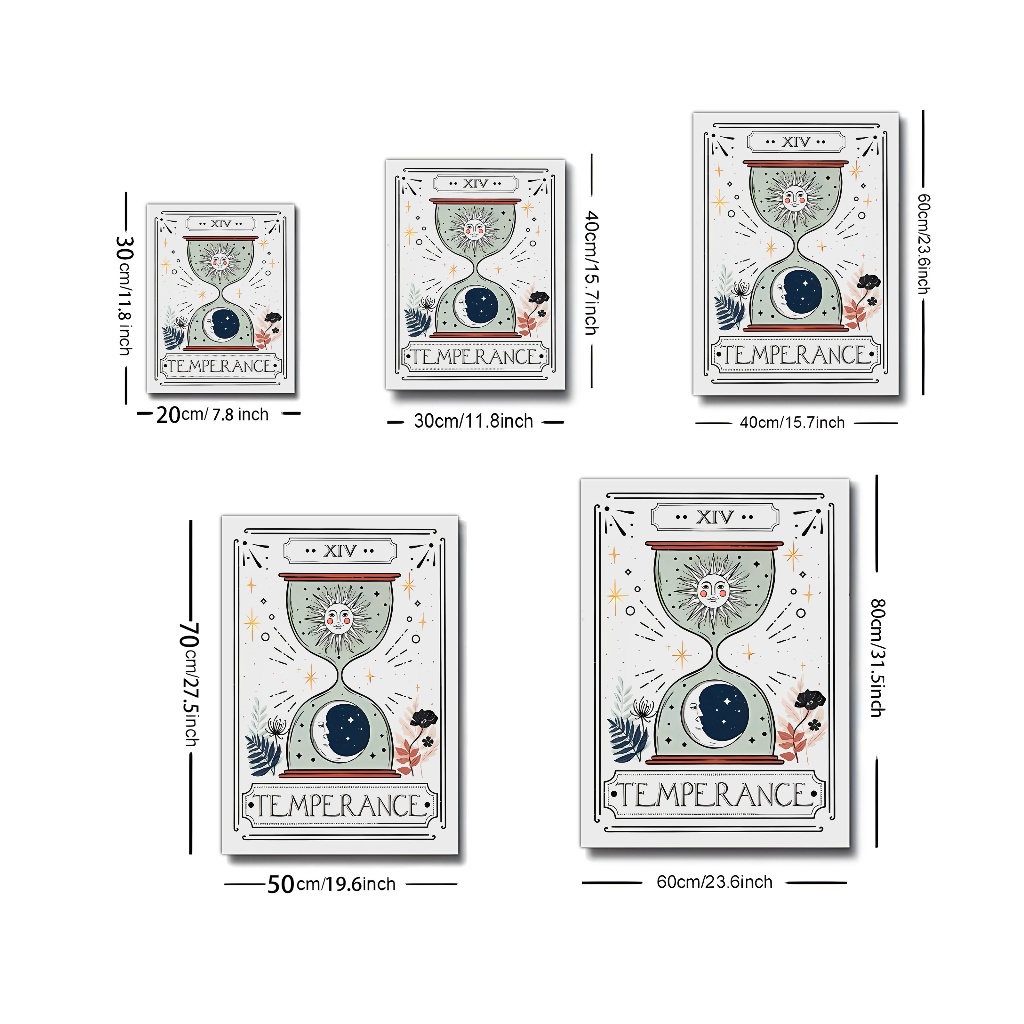 •• XIV ••
TEMPERANCE
30cm/11.8 inch
20cm/ 7.8 inch
•• XIV ••
TEMPERANCE
40cm/15.7inch
30cm/11.8inch
•• XIV ••
TEMPERANCE
60cm/23.6inch
40cm/15.7inch
•• XIV ••
TEMPERANCE
70cm/27.5inch
50cm/19.6inch
•• XIV ••
TEMPERANCE
80cm/31.5inch
60cm/23.6inch